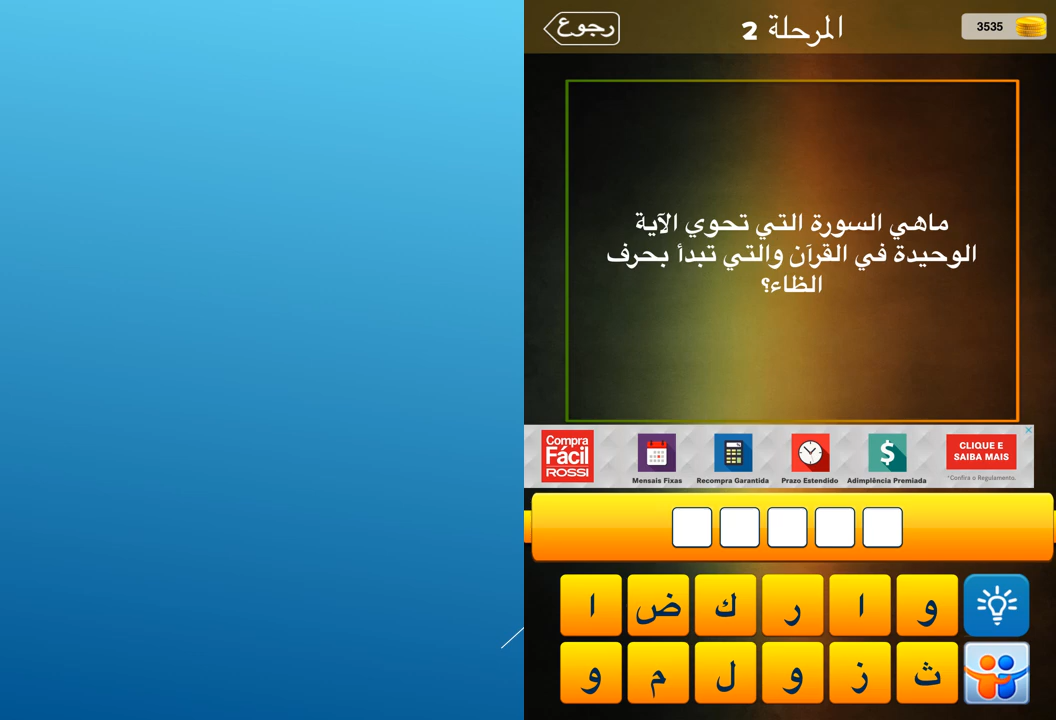 رجوع
المرحلة 2
3535
ماهي السورة التي تحوي الآية
الوحيدة في القرآن والتي تبدأ بحرف
الظاء؟
Compra
Fácil
ROSSI
Mensais Fixas
Recompra Garantida
Prazo Estendido
$
Adimplência Premiada
CLIQUE E
SAIBA MAIS
*Confira o Regulamento.
و ا ر ك ض ا
ث ز و ل م و